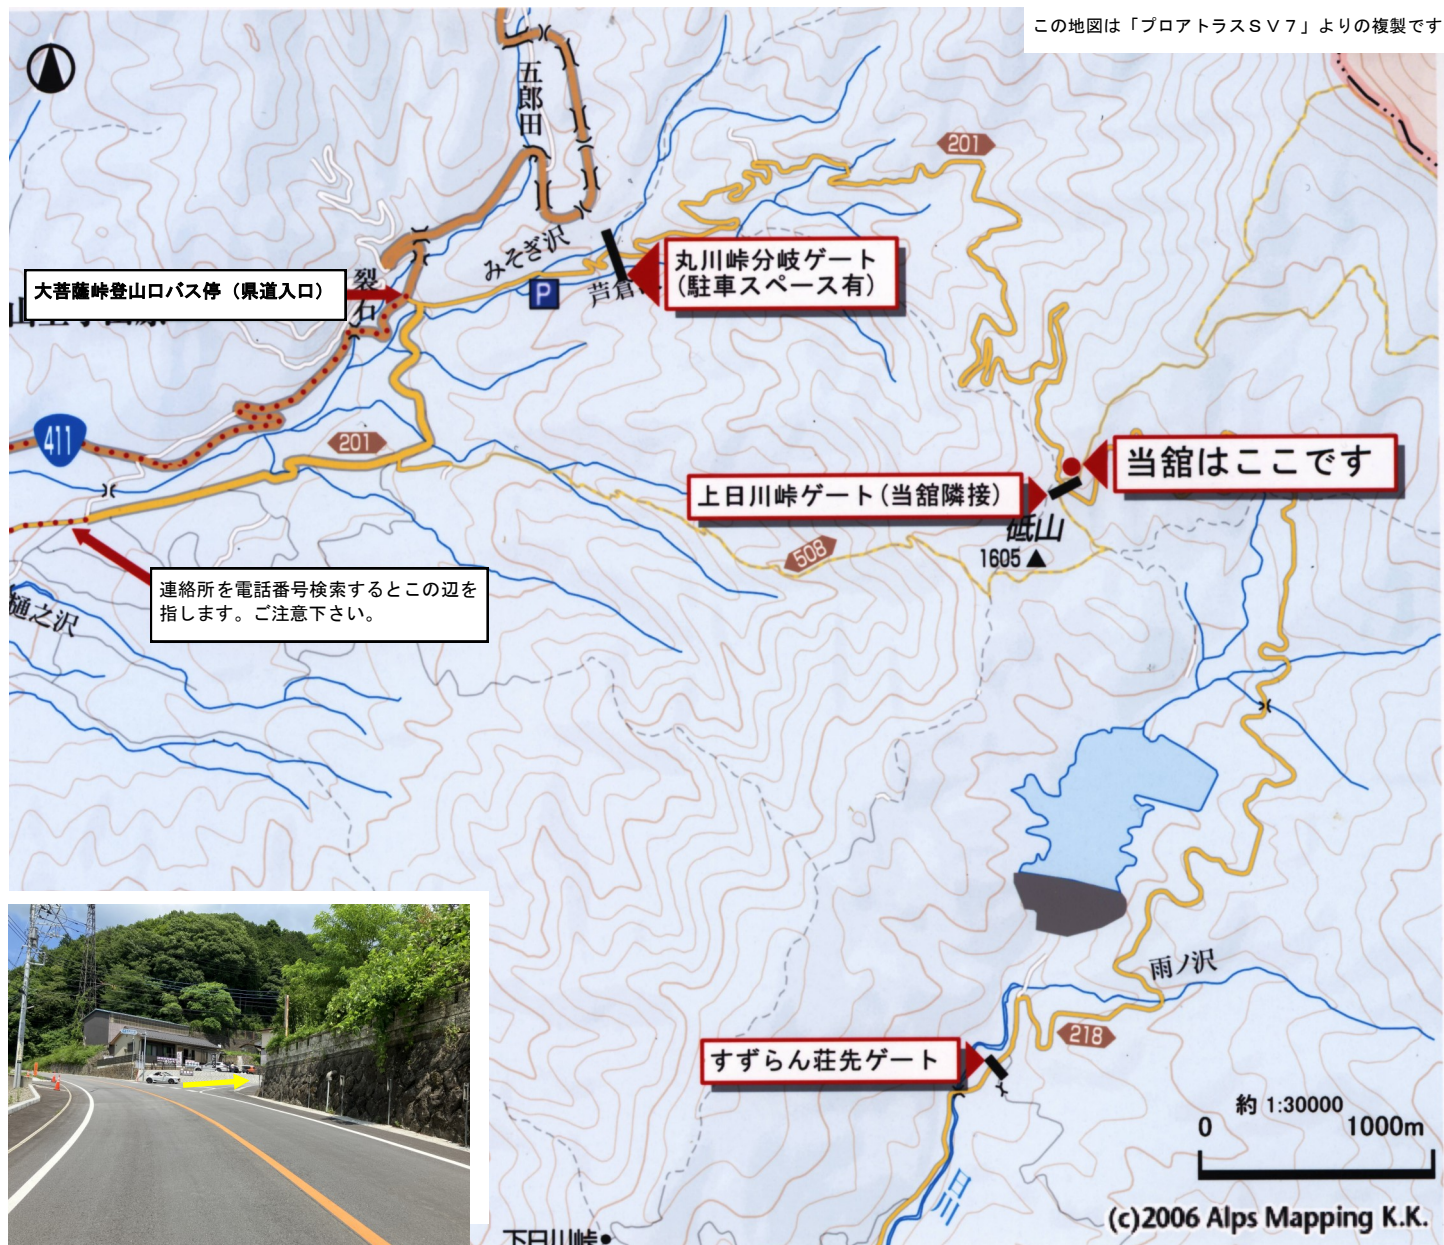 この地図は「プロアトラスSV7」よりの複製です
五郎田
201
みそぎ沢
丸川峠分岐ゲート
(駐車スペース有)
大菩薩峠登山口バス停（県道入口）
裂石
P
芦倉
411
201
当舘はここです
上日川峠ゲート(当舘隣接)
砥山
1605
508
連絡所を電話番号検索するとこの辺を
指します。ご注意下さい。
樋之沢
雨ノ沢
218
すずらん荘先ゲート
約 1:30000
0 1000m
日川
(c)2006 Alps Mapping K.K.
下日川峠